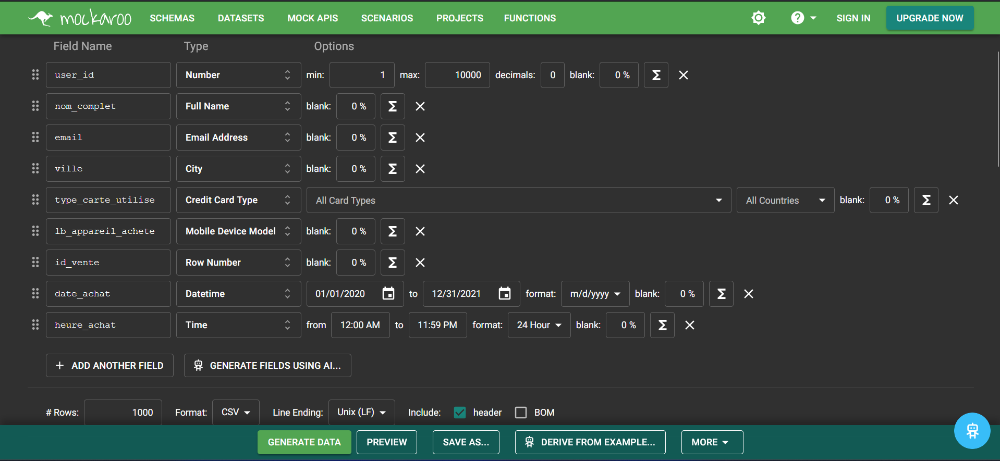 mockaroo SCHEMAS DATASETS MOCK APIS SCENARIOS PROJECTS FUNCTIONS ? SIGN IN UPGRADE NOW
Field Name Type Options
user_id Number min: 1 max: 10000 decimals: 0 blank: 0 % Σ
nom_complet Full Name blank: 0 % Σ
email Email Address blank: 0 % Σ
ville City blank: 0 % Σ
type_carte_utilise Credit Card Type All Card Types All Countries blank: 0 % Σ
lb_appareil_achete Mobile Device Model blank: 0 % Σ
id_vente Row Number blank: 0 % Σ
date_achat Datetime 01/01/2020 to 12/31/2021 format: m/d/yyyy blank: 0 % Σ
heure_achat Time from 12:00 AM to 11:59 PM format: 24 Hour blank: 0 % Σ
+ ADD ANOTHER FIELD GENERATE FIELDS USING AI...
# Rows: 1000 Format: CSV Line Ending: Unix (LF) Include: header BOM
GENERATE DATA PREVIEW SAVE AS... DERIVE FROM EXAMPLE... MORE